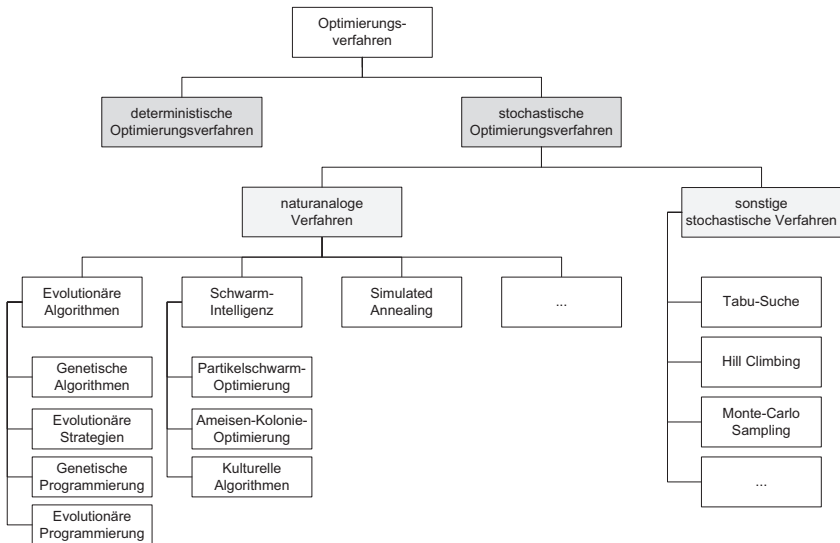 Optimierungs-
verfahren
deterministische
Optimierungsverfahren
stochastische
Optimierungsverfahren
naturanaloge
Verfahren
sonstige
stochastische Verfahren
Evolutionäre
Algorithmen
Schwarm-
Intelligenz
Simulated
Annealing
...
Genetische
Algorithmen
Evolutionäre
Strategien
Genetische
Programmierung
Evolutionäre
Programmierung
Partikelschwarm-
Optimierung
Ameisen-Kolonie-
Optimierung
Kulturelle
Algorithmen
Tabu-Suche
Hill Climbing
Monte-Carlo
Sampling
...